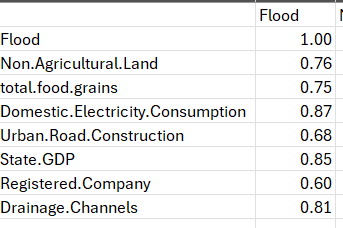 Flood
Flood 1.00
Non.Agricultural.Land 0.76
total.food.grains 0.75
Domestic.Electricity.Consumption 0.87
Urban.Road.Construction 0.68
State.GDP 0.85
Registered.Company 0.60
Drainage.Channels 0.81